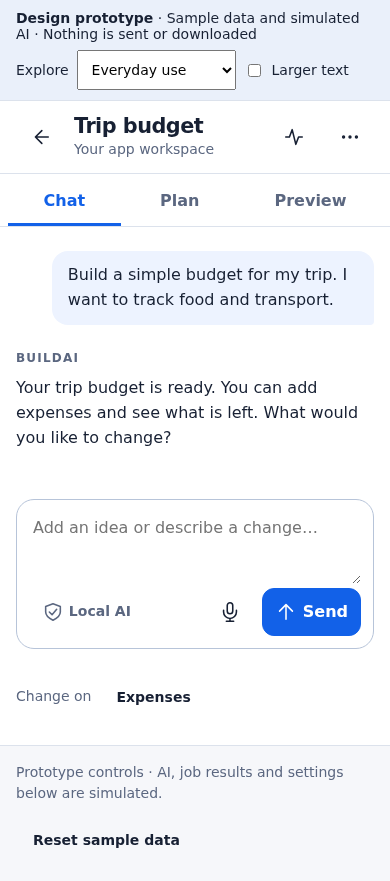 Design prototype · Sample data and simulated
AI · Nothing is sent or downloaded
Explore Everyday use Larger text
Trip budget
Your app workspace
Chat Plan Preview
Build a simple budget for my trip. I
want to track food and transport.
BUILDAI
Your trip budget is ready. You can add
expenses and see what is left. What would
you like to change?
Add an idea or describe a change…
Local AI Send
Change on Expenses
Prototype controls · AI, job results and settings
below are simulated.
Reset sample data